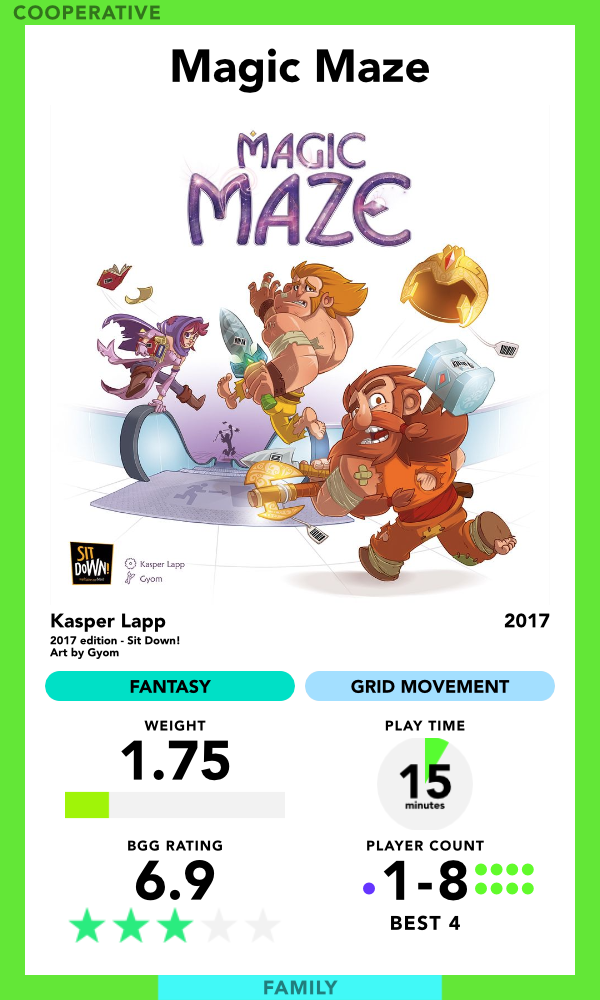 COOPERATIVE
Magic Maze
MAGIC
MAZE
SIT
DOWN!
Kasper Lapp
Gyom
Kasper Lapp
2017
2017 edition - Sit Down!
Art by Gyom
FANTASY
GRID MOVEMENT
WEIGHT
1.75
PLAY TIME
15
minutes
BGG RATING
6.9
PLAYER COUNT
1-8
BEST 4
FAMILY